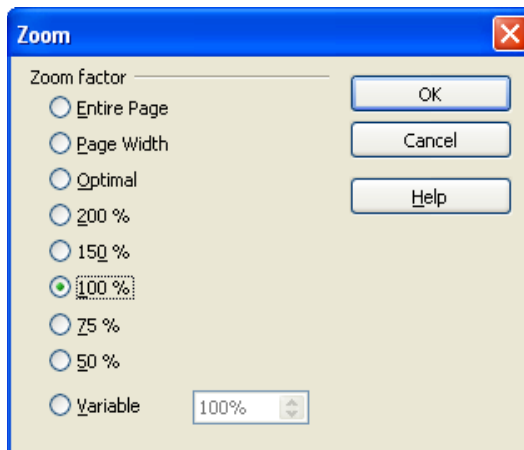 Zoom
Zoom factor
Entire Page
Page Width
Optimal
200 %
150 %
100 %
75 %
50 %
Variable 100%
OK
Cancel
Help